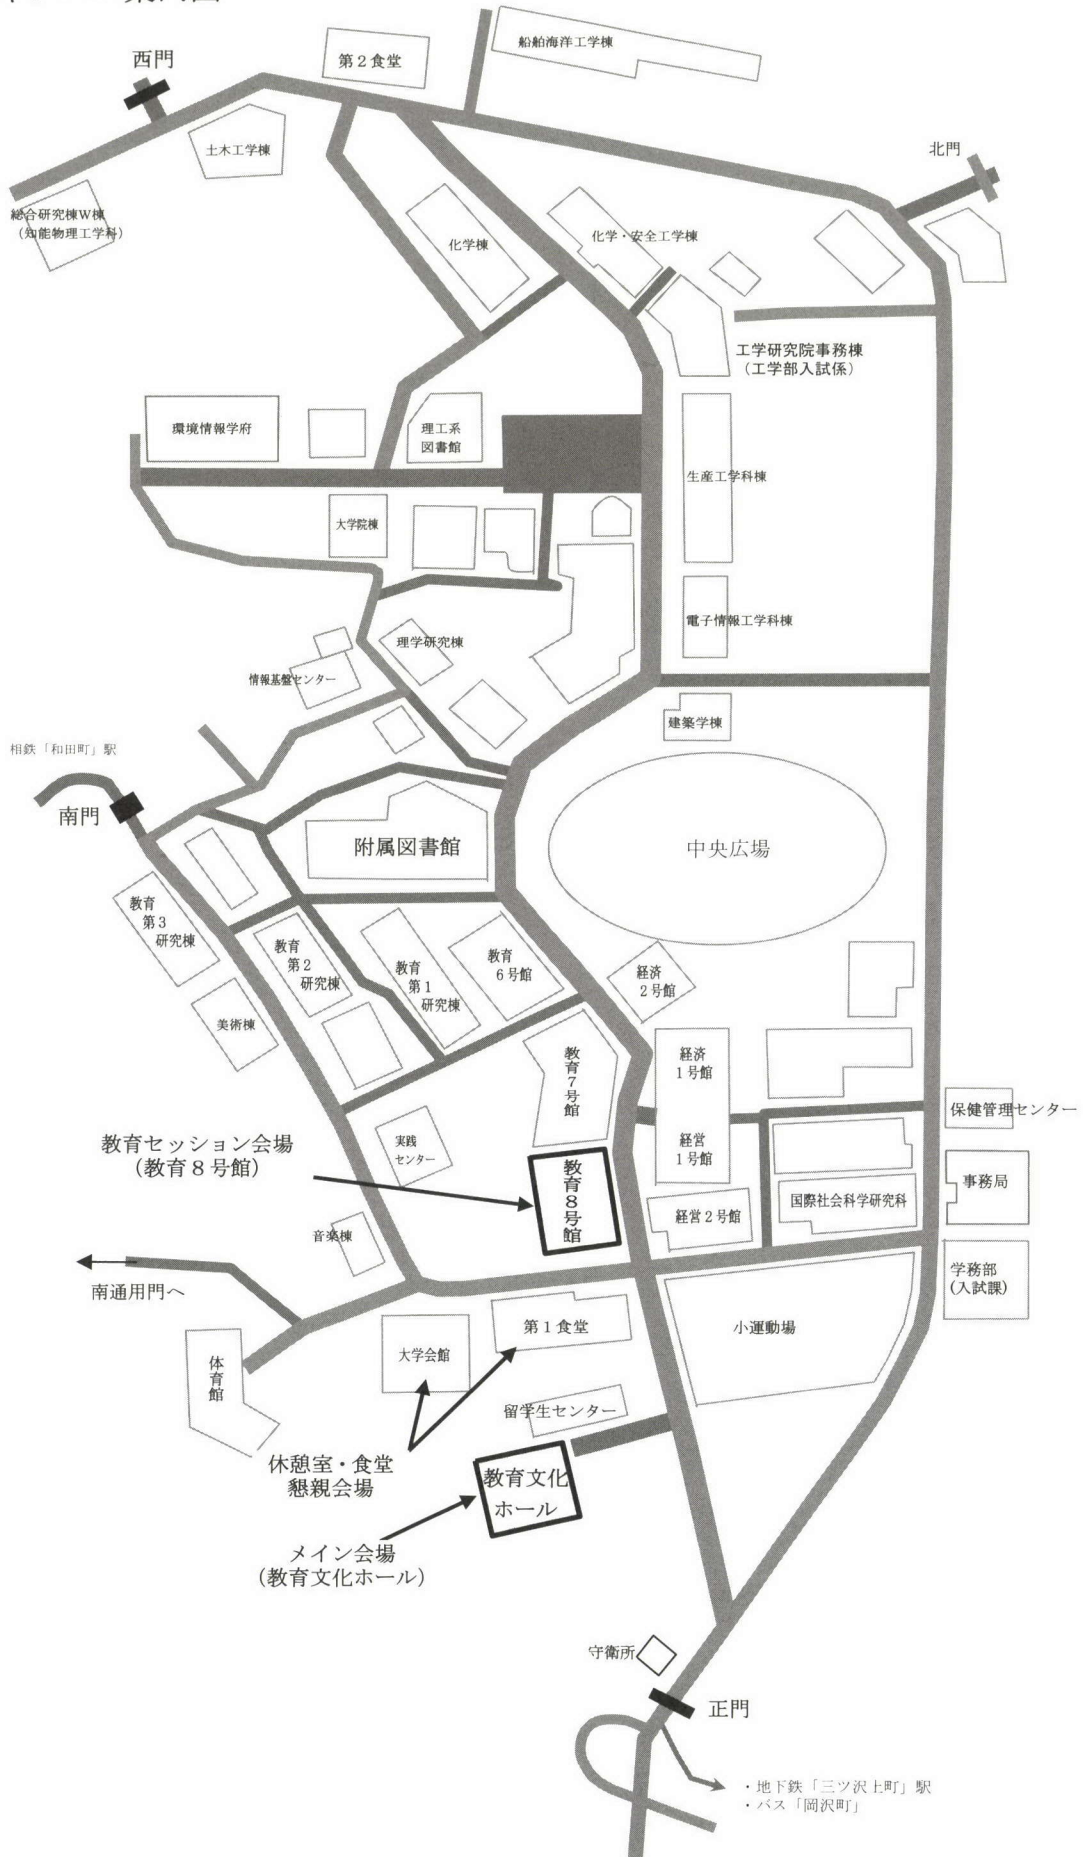 西門
第２食堂
船舶海洋工学棟
土木工学棟
北門
総合研究棟W棟
（知能物理工学科）
化学棟
化学・安全工学棟
工学研究院事務棟
（工学部入試係）
環境情報学府
理工系
図書館
生産工学科棟
大学院棟
電子情報工学科棟
理学研究棟
情報基盤センター
建築学棟
相鉄「和田町」駅
南門
附属図書館
中央広場
教育
第３
研究棟
教育
第２
研究棟
教育
第１
研究棟
教育
６号館
経済
２号館
美術棟
教育７号館
経済
１号館
保健管理センター
教育セッション会場
（教育８号館）
実践
センター
経営
１号館
教育８号館
事務局
国際社会科学研究科
経営２号館
音楽棟
南通用門へ
学務部
(入試課)
第１食堂
小運動場
大学会館
体育館
留学生センター
休憩室・食堂
懇親会場
教育文化
ホール
メイン会場
（教育文化ホール）
守衛所
正門
・地下鉄「三ツ沢上町」駅
・バス「岡沢町」